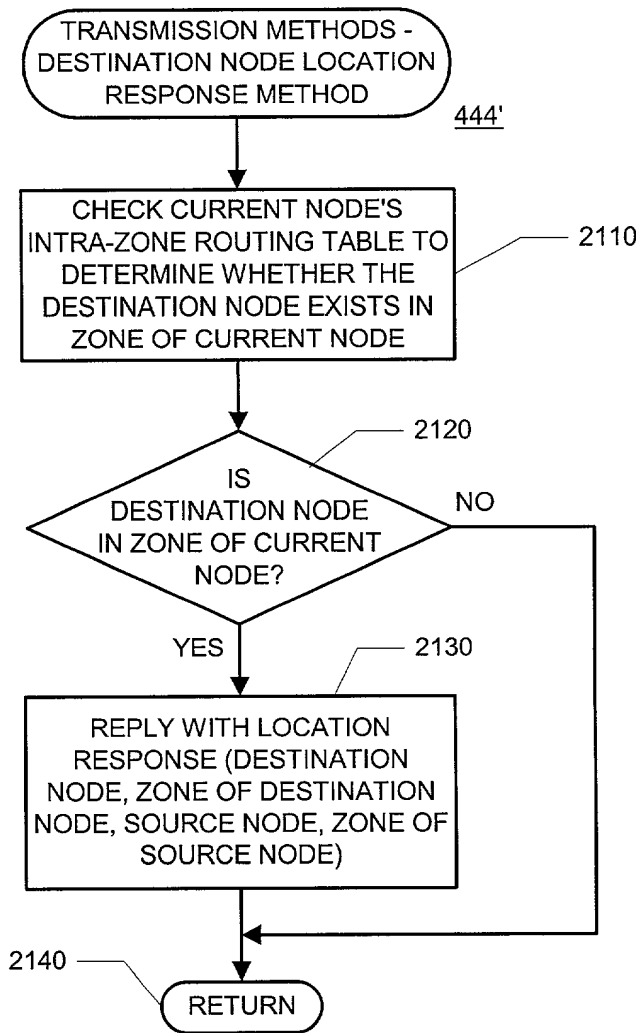 TRANSMISSION METHODS -
DESTINATION NODE LOCATION
RESPONSE METHOD
444'
CHECK CURRENT NODE'S
INTRA-ZONE ROUTING TABLE TO
DETERMINE WHETHER THE
DESTINATION NODE EXISTS IN
ZONE OF CURRENT NODE
2110
2120
IS
DESTINATION NODE
IN ZONE OF CURRENT
NODE?
NO
YES
2130
REPLY WITH LOCATION
RESPONSE (DESTINATION
NODE, ZONE OF DESTINATION
NODE, SOURCE NODE, ZONE OF
SOURCE NODE)
2140
RETURN